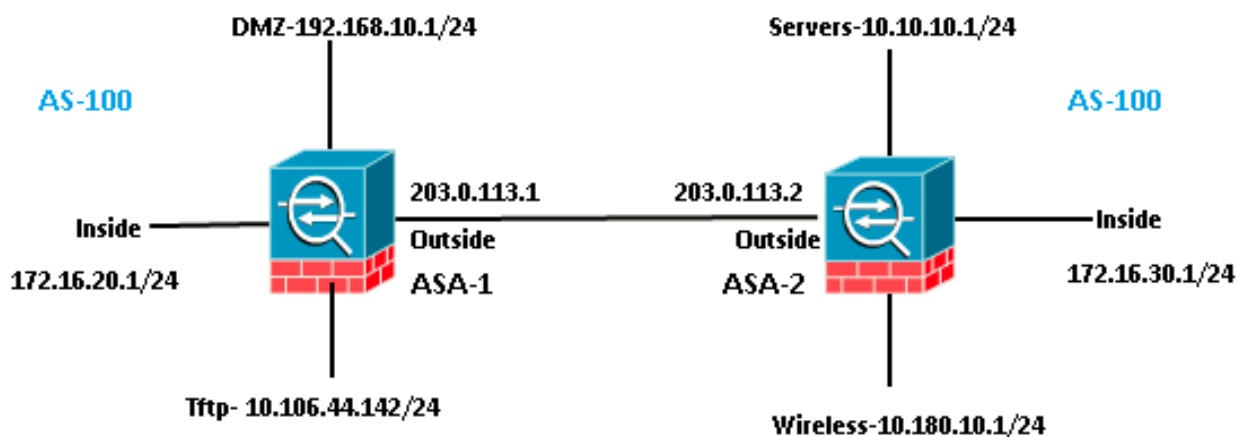 DMZ-192.168.10.1/24
Servers-10.10.10.1/24
AS-100
AS-100
203.0.113.1
203.0.113.2
Inside
Outside
Outside
Inside
172.16.20.1/24
ASA-1
ASA-2
172.16.30.1/24
Tftp- 10.106.44.142/24
Wireless-10.180.10.1/24